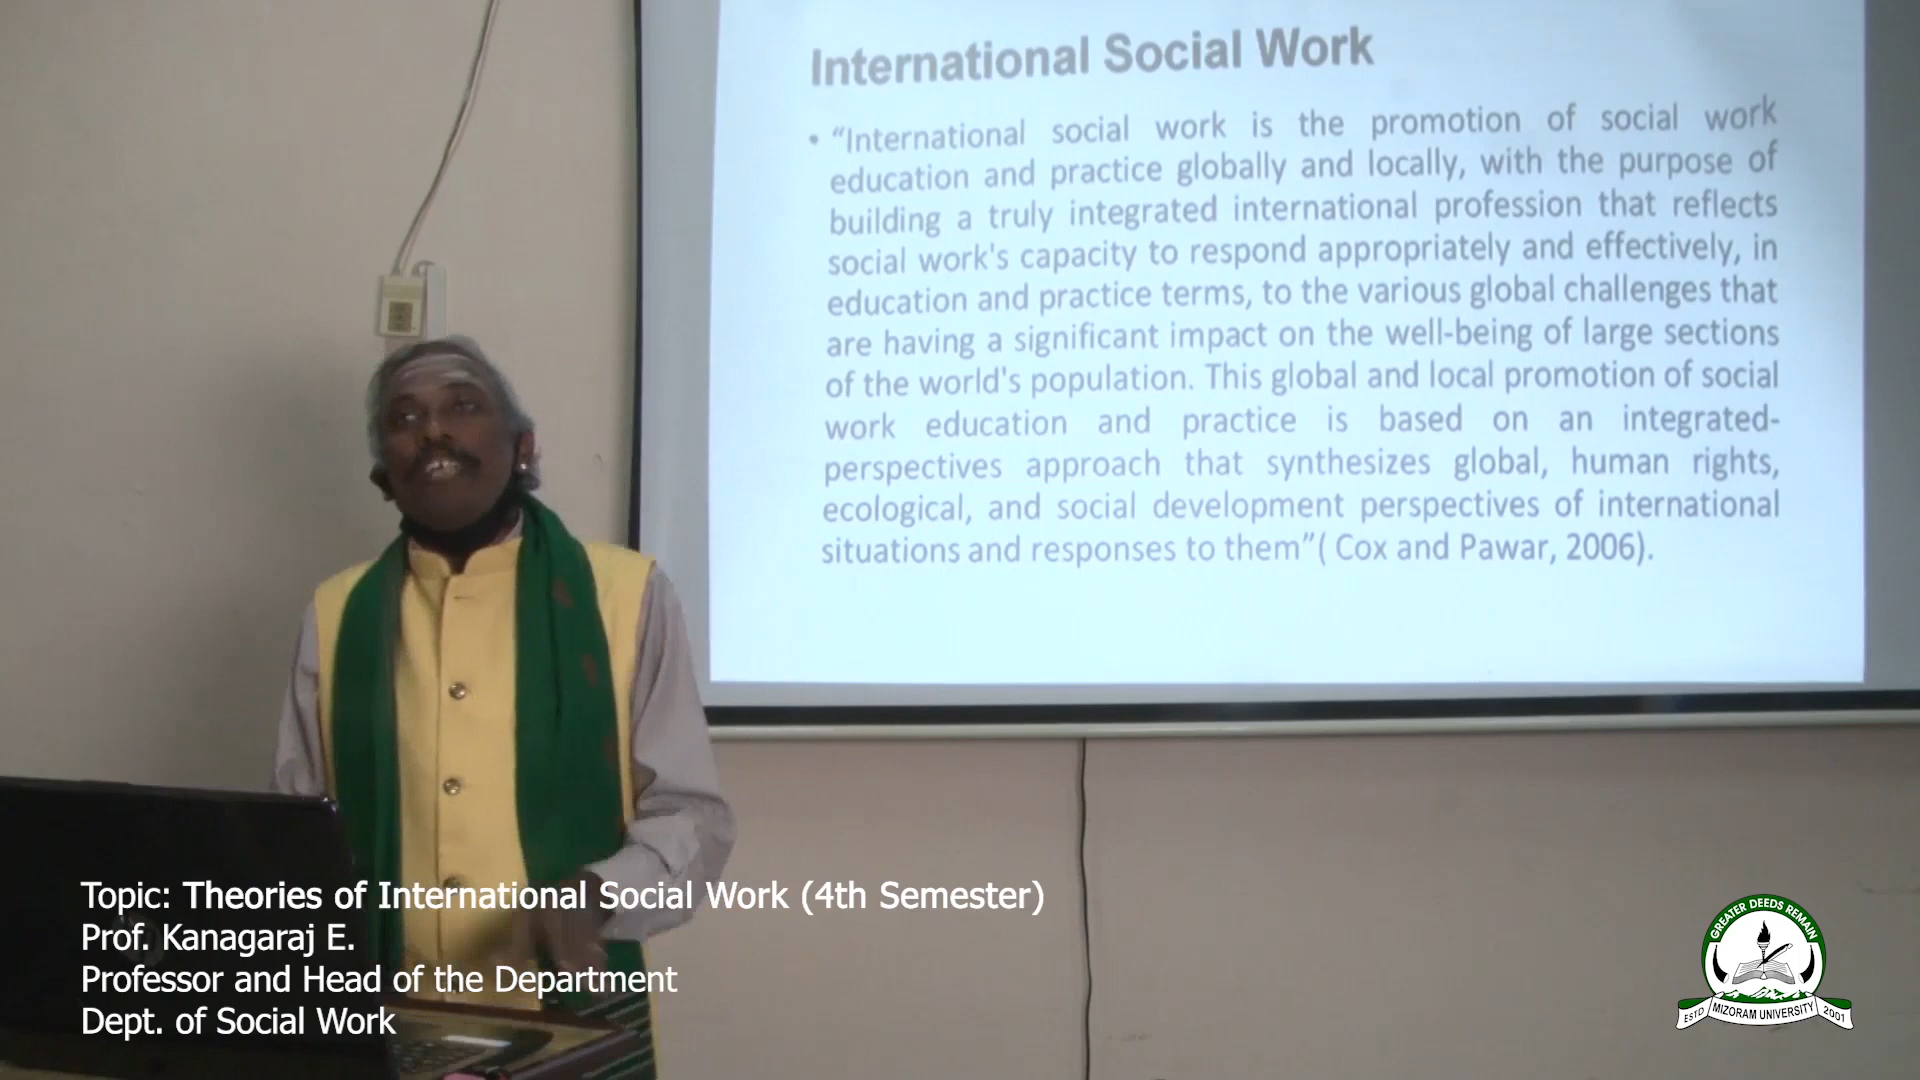 International Social Work
• “International social work is the promotion of social work
education and practice globally and locally, with the purpose of
building a truly integrated international profession that reflects
social work's capacity to respond appropriately and effectively, in
education and practice terms, to the various global challenges that
are having a significant impact on the well-being of large sections
of the world's population. This global and local promotion of social
work education and practice is based on an integrated-
perspectives approach that synthesizes global, human rights,
ecological, and social development perspectives of international
situations and responses to them”( Cox and Pawar, 2006).
Topic: Theories of International Social Work (4th Semester)
Prof. Kanagaraj E.
Professor and Head of the Department
Dept. of Social Work
GREATER DEEDS REMAIN
ESTD MIZORAM UNIVERSITY 2001